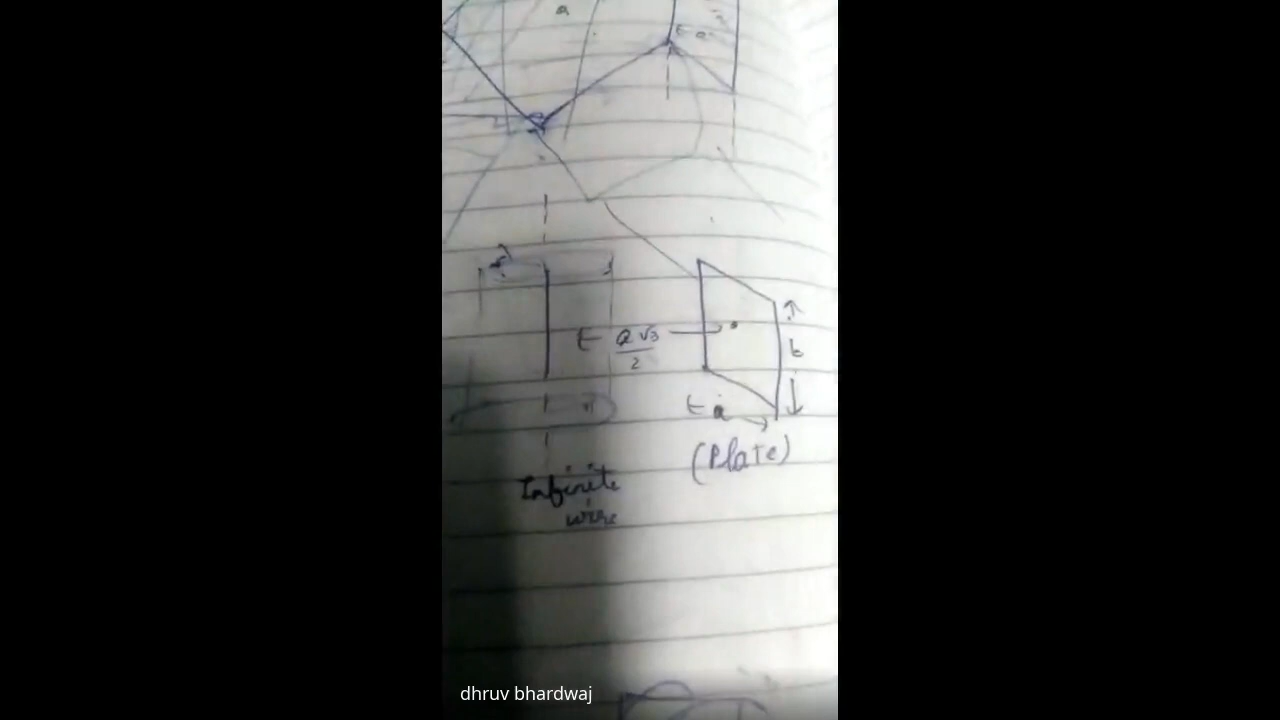 a
a√3
2
b
a
(Plate)
Infinite
wire
dhruv bhardwaj